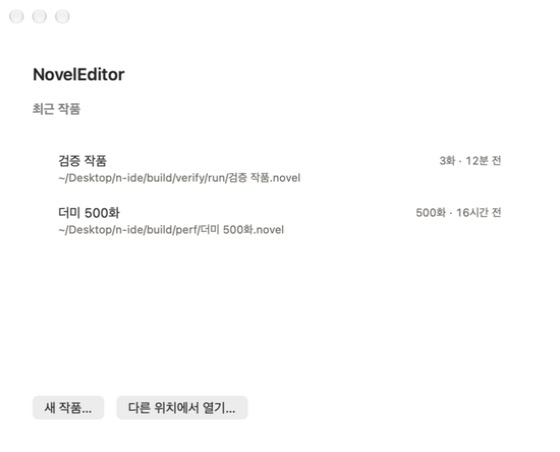 NovelEditor
최근 작품
검증 작품
3화 · 12분 전
~/Desktop/n-ide/build/verify/run/검증 작품.novel
더미 500화
500화 · 16시간 전
~/Desktop/n-ide/build/perf/더미 500화.novel
새 작품...
다른 위치에서 열기...